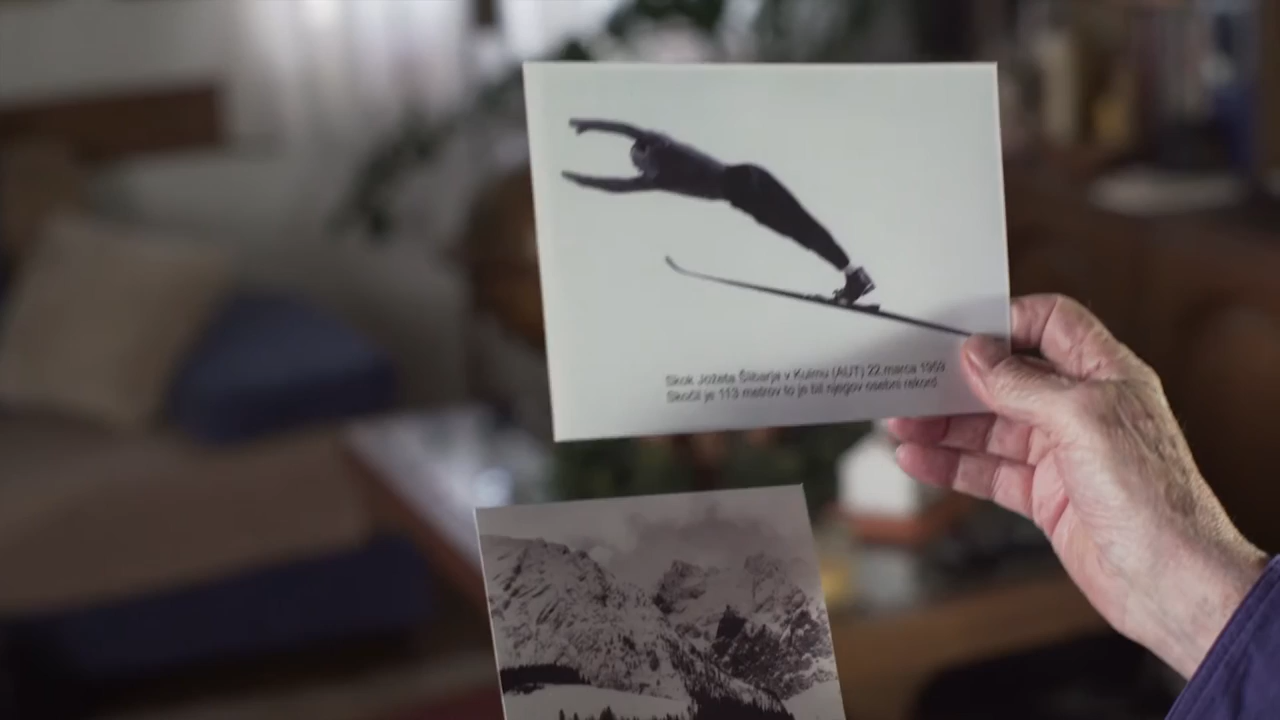 Skok Jožeta Šlibarja v Kulmu (AUT) 22.marca 1959.
Skočil je 113 metrov to je bil njegov osebni rekord.